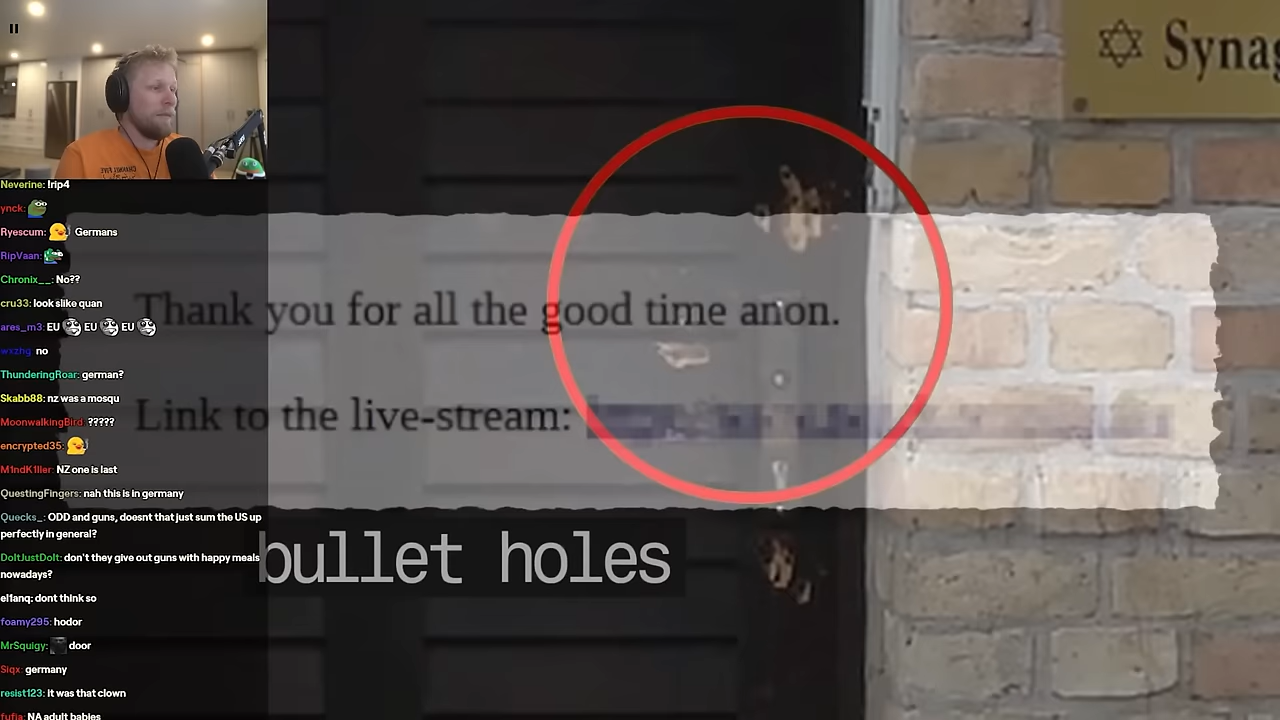 Neverine: !rip4
ynck:
Ryescum: Germans
RipVaan:
Chronix__: No??
cru33: look slike quan
ares_m3: EU EU EU
wxzhg no
ThunderingRoar: german?
Skabb88: nz was a mosqu
MoonwalkingBird: ?????
encrypted35:
M1ndK1ller: NZ one is last
QuestingFingers: nah this is in germany
Quecks_: ODD and guns, doesnt that just sum the US up
perfectly in general?
DoItJustDoIt: don't they give out guns with happy meals
nowadays?
el1anq: dont think so
foamy295: hodor
MrSquigy: door
Siqx: germany
resist123: It was that clown
fufia: NA adult babies
Synag
Thank you for all the good time anon.
Link to the live-stream:
bullet holes